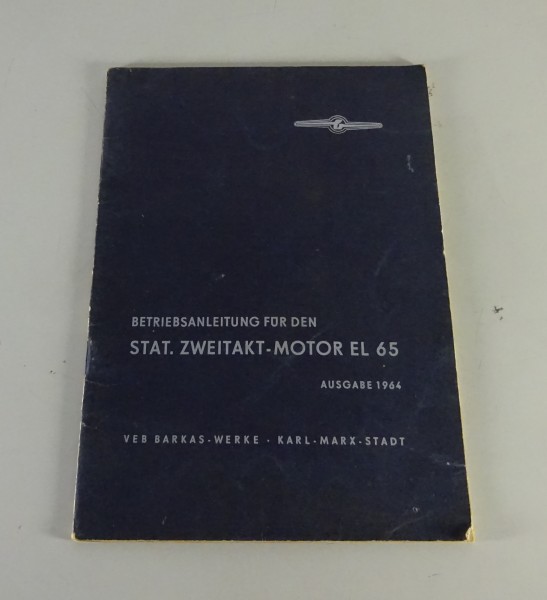 BETRIEBSANLEITUNG FÜR DEN
STAT. ZWEITAKT-MOTOR EL 65
AUSGABE 1964
VEB BARKAS-WERKE · KARL-MARX-STADT